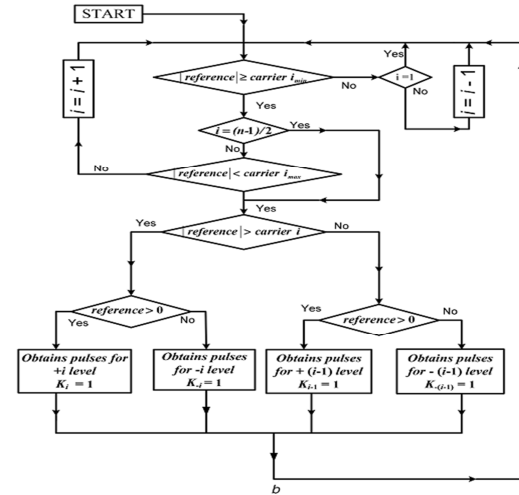 START
|reference| ≥ carrier i_min
Yes
No
i =1
Yes
No
i = i - 1
i = i + 1
i = (n-1)/2
Yes
No
|reference| < carrier i_max
No
Yes
|reference| > carrier i
Yes
No
reference > 0
Yes
No
reference > 0
Yes
No
Obtains pulses for
+i level
K_i = 1
Obtains pulses
for -i level
K_-i = 1
Obtains pulses
for + (i-1) level
K_i-1 = 1
Obtains pulses
for - (i-1) level
K_-(i-1) = 1
b